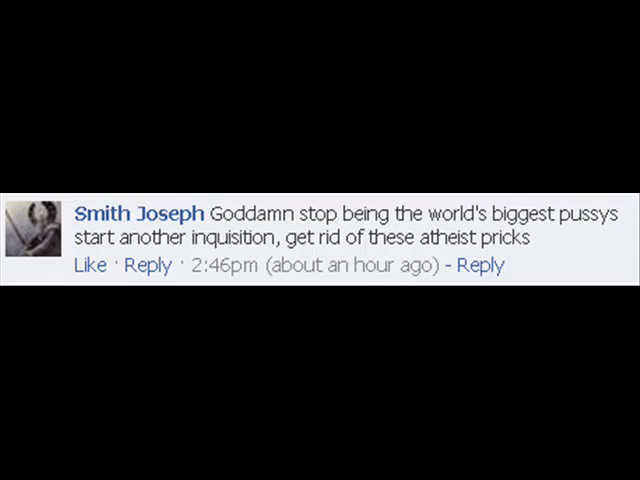 Smith Joseph Goddamn stop being the world's biggest pussys
start another inquisition, get rid of these atheist pricks
Like · Reply · 2:46pm (about an hour ago) - Reply